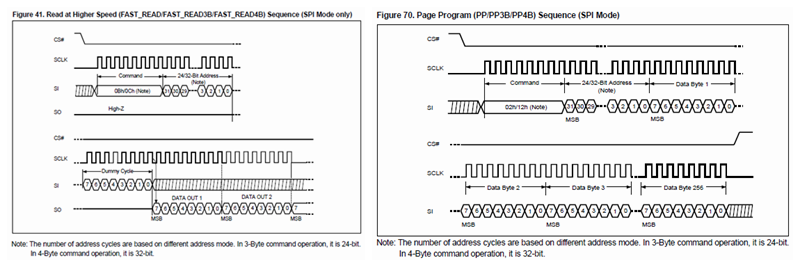 Figure 41. Read at Higher Speed (FAST_READ/FAST_READ3B/FAST_READ4B) Sequence (SPI Mode only)
CS#
SCLK
Command
24/32-Bit Address (Note)
SI
0Bh/0Ch (Note)
31 30 29
3 2 1 0
SO
High-Z
CS#
SCLK
Dummy Cycle
SI
7 6 5 4 3 2 1 0
DATA OUT 1
DATA OUT 2
SO
7 6 5 4 3 2 1 0 7 6 5 4 3 2 1 0 7
MSB
MSB
MSB
Note: The number of address cycles are based on different address mode. In 3-Byte command operation, it is 24-bit.
In 4-Byte command operation, it is 32-bit.
Figure 70. Page Program (PP/PP3B/PP4B) Sequence (SPI Mode)
CS#
SCLK
Command
24/32-Bit Address
(Note)
Data Byte 1
SI
02h/12h (Note)
31 30 29
3 2 1 0 7 6 5 4 3 2 1 0
MSB
MSB
CS#
SCLK
Data Byte 2
Data Byte 3
Data Byte 256
SI
7 6 5 4 3 2 1 0 7 6 5 4 3 2 1 0
7 6 5 4 3 2 1 0
MSB
MSB
MSB
Note: The number of address cycles are based on different address mode. In 3-Byte command operation, it is 24-bit.
In 4-Byte command operation, it is 32-bit.